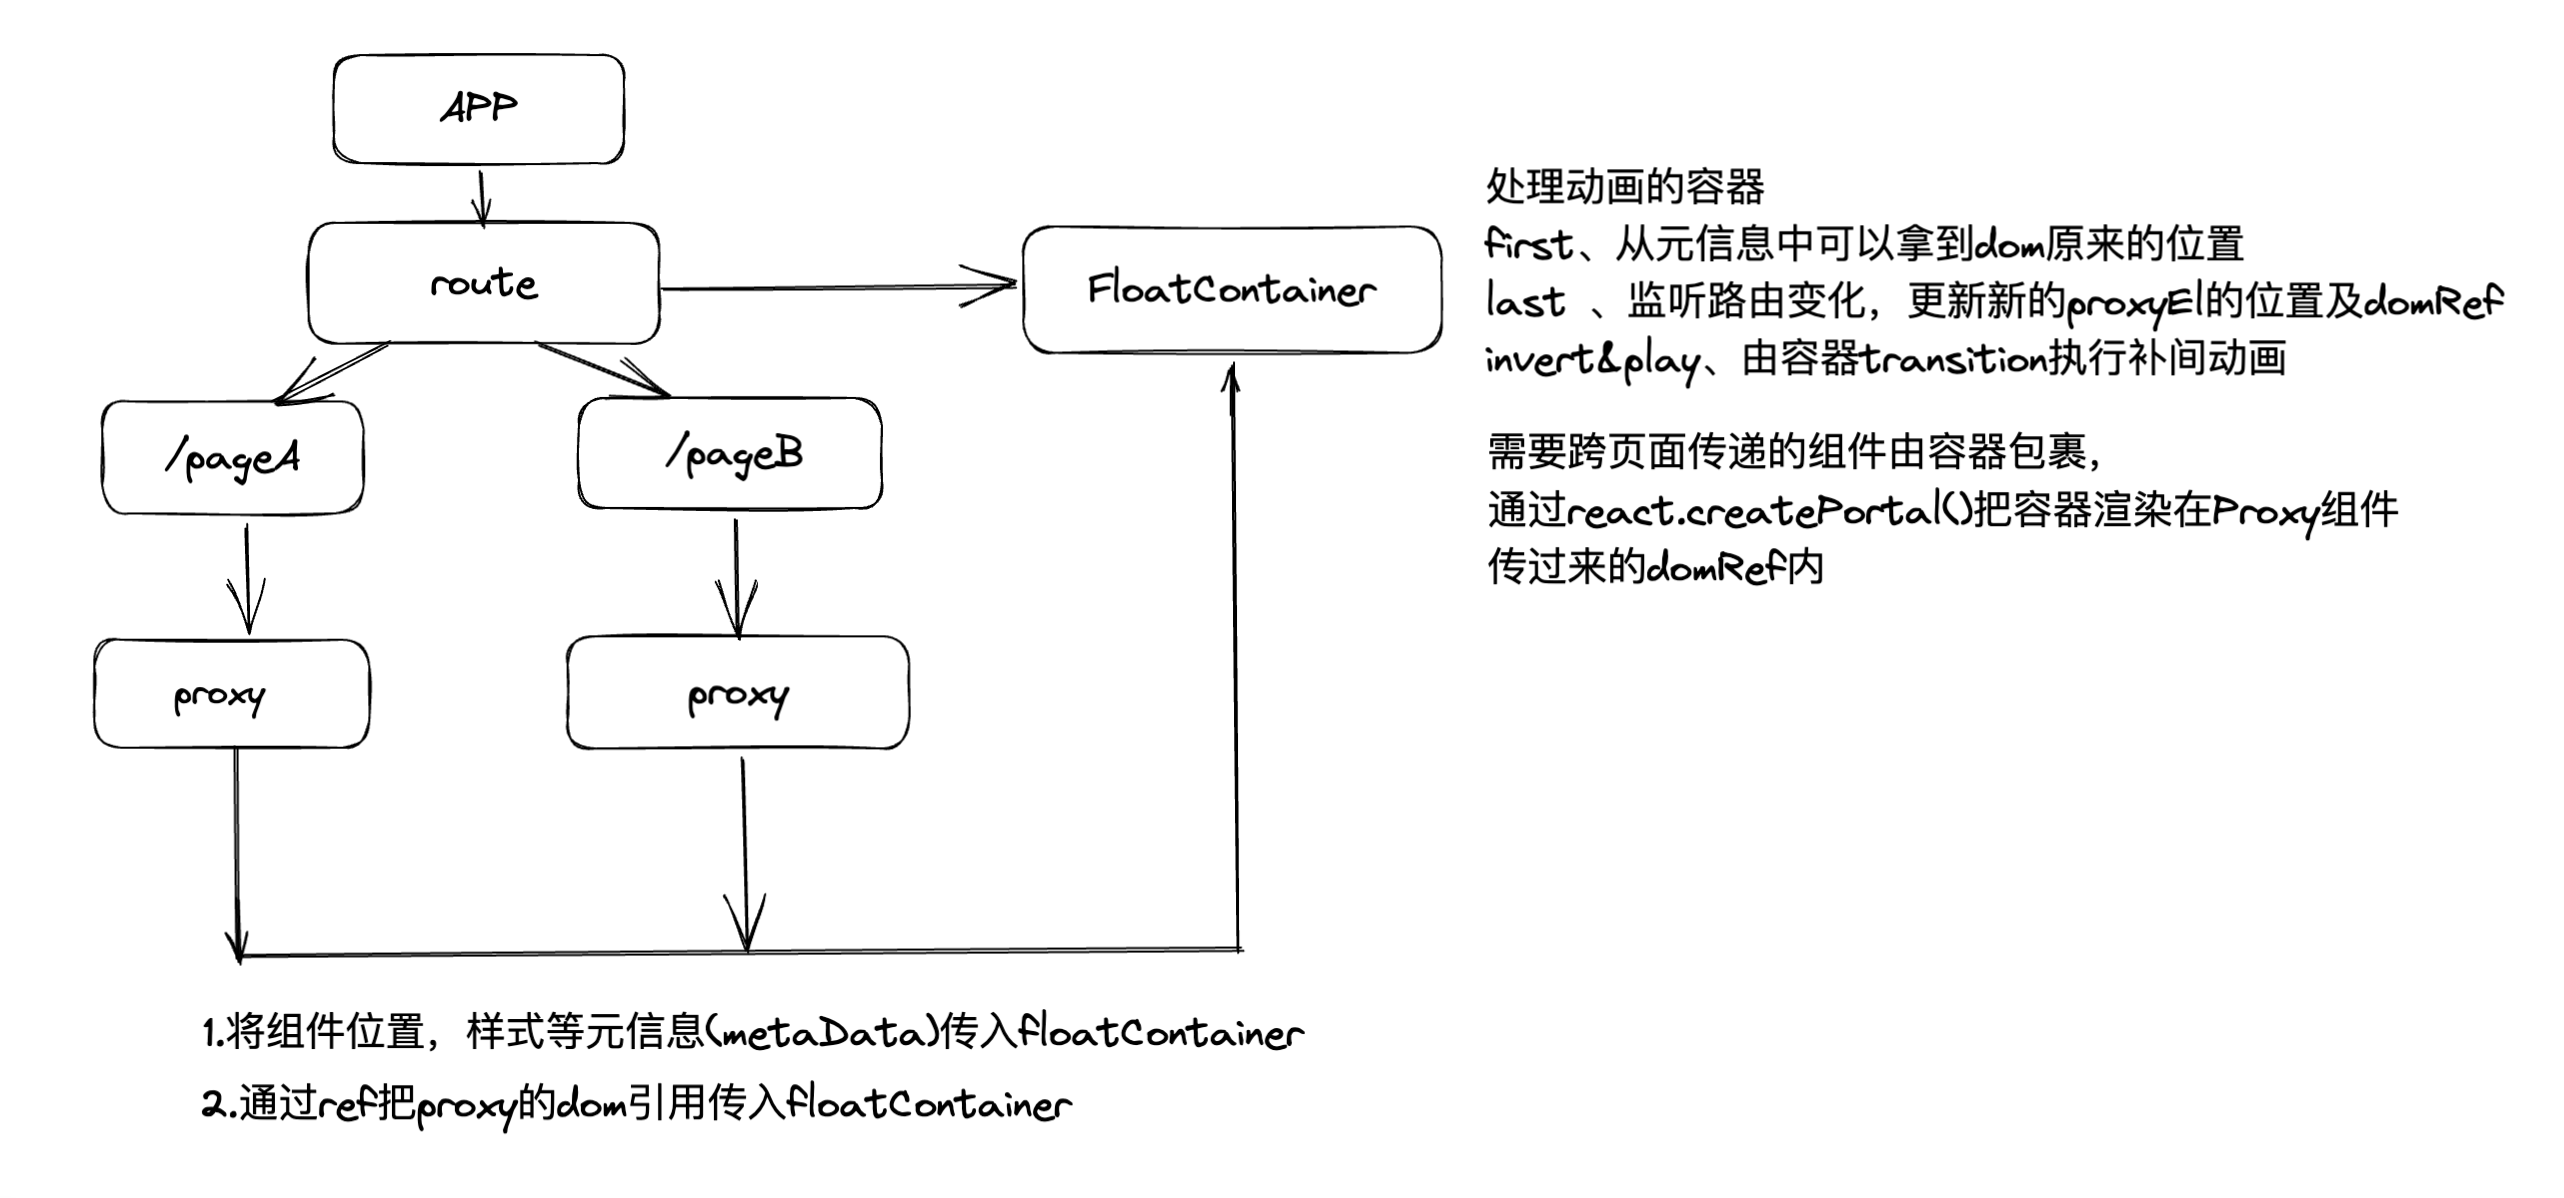 APP
route
FloatContainer
处理动画的容器
first、从元信息中可以拿到dom原来的位置
last 、监听路由变化，更新新的proxyEl的位置及domRef
invert&play、由容器transition执行补间动画
/pageA
/pageB
需要跨页面传递的组件由容器包裹，
通过react.createPortal()把容器渲染在Proxy组件
传过来的domRef内
proxy
proxy
1.将组件位置，样式等元信息(metaData)传入floatContainer
2.通过ref把proxy的dom引用传入floatContainer